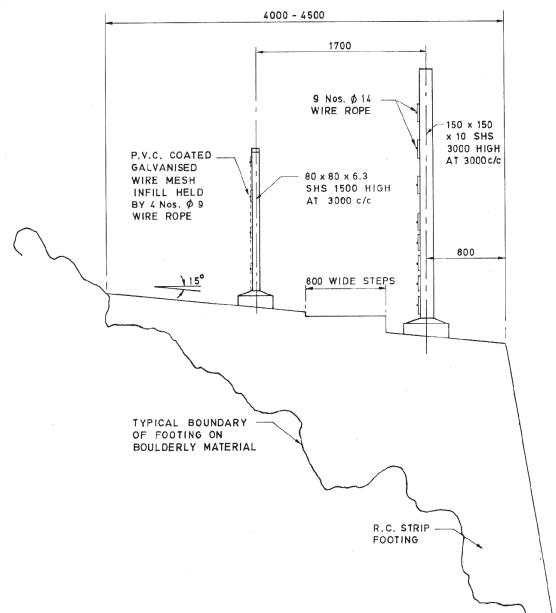 4000 - 4500
1700
9 Nos. ϕ 14
WIRE ROPE
150 x 150
x 10 SHS
3000 HIGH
AT 3000 c/c
P.V.C. COATED
GALVANISED
WIRE MESH
INFILL HELD
BY 4 Nos. ϕ 9
WIRE ROPE
80 x 80 x 6.3
SHS 1500 HIGH
AT 3000 c/c
800
15°
800 WIDE STEPS
TYPICAL BOUNDARY
OF FOOTING ON
BOULDERLY MATERIAL
R.C. STRIP
FOOTING